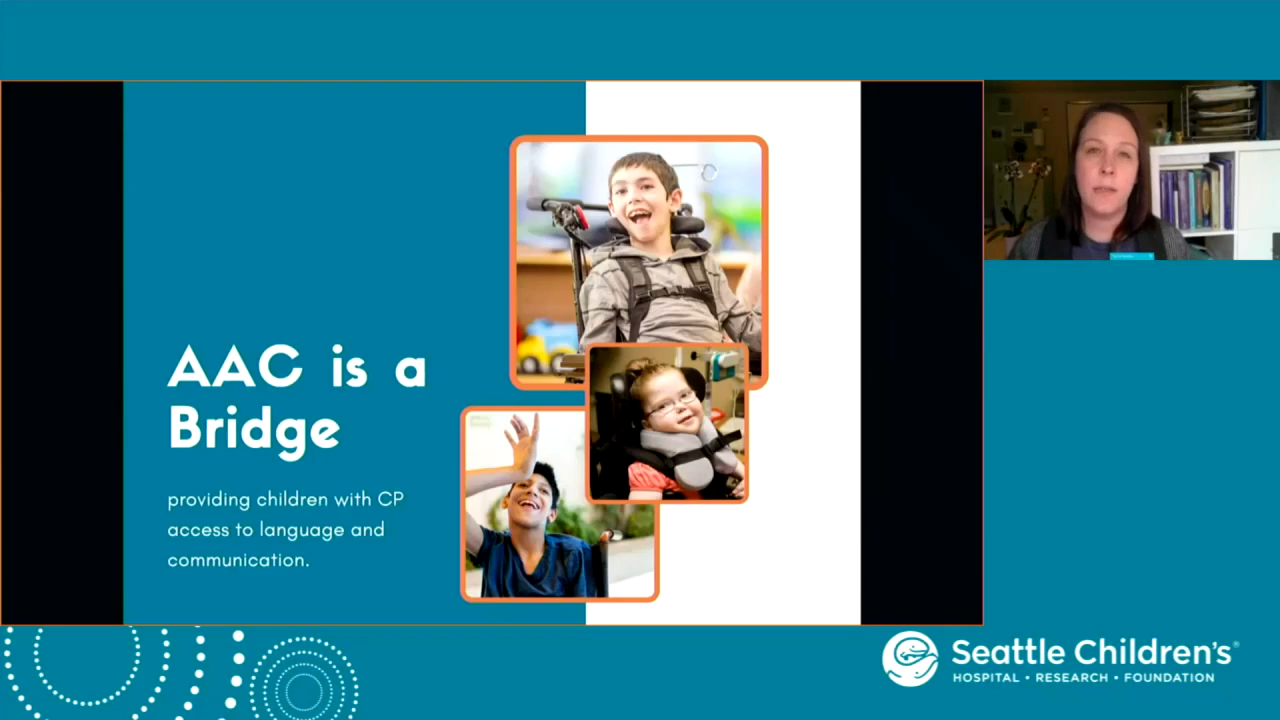 AAC is a
Bridge
providing children with CP
access to language and
communication.
Seattle Children's®
HOSPITAL • RESEARCH • FOUNDATION